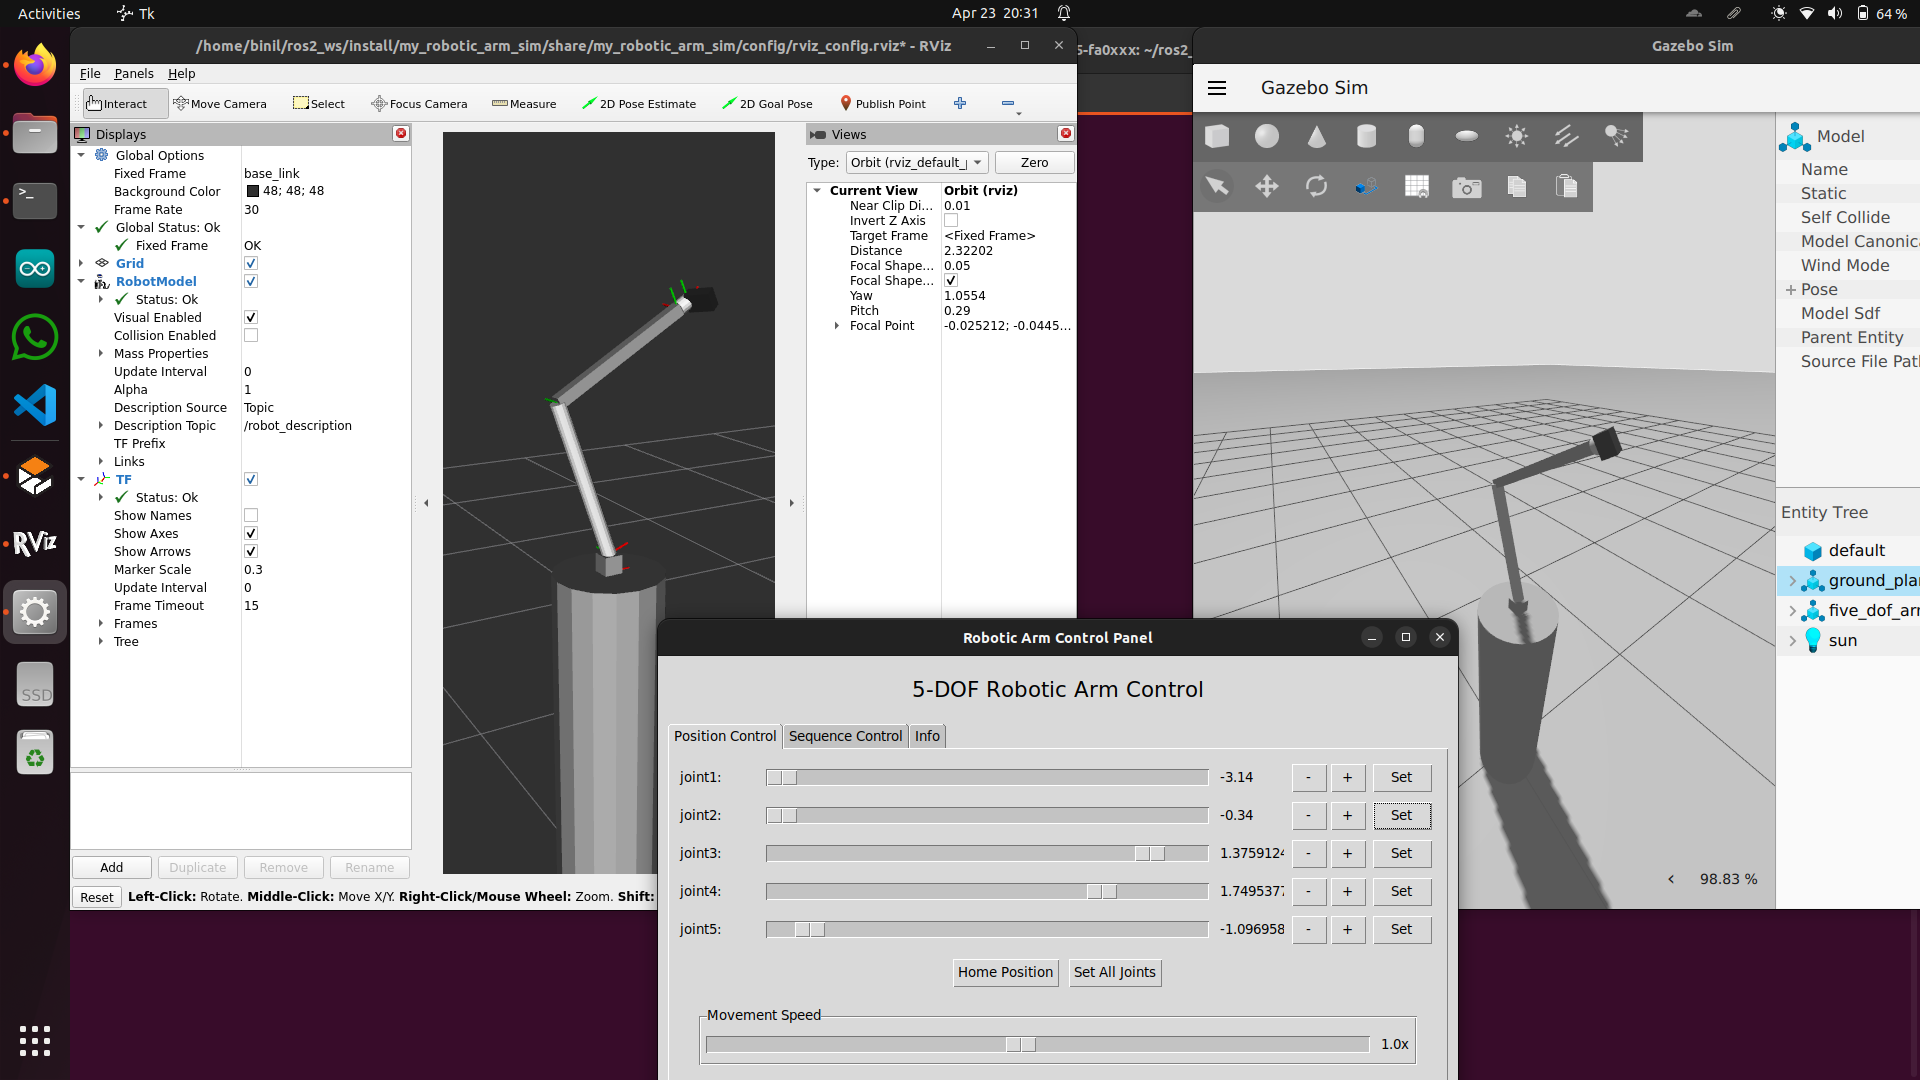 Activities
Tk
Apr 23 20:31
64 %
/home/binil/ros2_ws/install/my_robotic_arm_sim/share/my_robotic_arm_sim/config/rviz_config.rviz* - RViz
5-fa0xxx: ~/ros2_
Gazebo Sim
File Panels Help
Interact
Move Camera
Select
Focus Camera
Measure
2D Pose Estimate
2D Goal Pose
Publish Point
Displays
Global Options
Fixed Frame base_link
Background Color 48; 48; 48
Frame Rate 30
Global Status: Ok
Fixed Frame OK
Grid
RobotModel
Status: Ok
Visual Enabled
Collision Enabled
Mass Properties
Update Interval 0
Alpha 1
Description Source Topic
Description Topic /robot_description
TF Prefix
Links
TF
Status: Ok
Show Names
Show Axes
Show Arrows
Marker Scale 0.3
Update Interval 0
Frame Timeout 15
Frames
Tree
Add
Duplicate
Remove
Rename
Reset
Left-Click: Rotate. Middle-Click: Move X/Y. Right-Click/Mouse Wheel: Zoom. Shift:
Views
Type: Orbit (rviz_default_ Zero
Current View Orbit (rviz)
Near Clip Di... 0.01
Invert Z Axis
Target Frame <Fixed Frame>
Distance 2.32202
Focal Shape... 0.05
Focal Shape...
Yaw 1.0554
Pitch 0.29
Focal Point -0.025212; -0.0445...
Gazebo Sim
Model
Name
Static
Self Collide
Model Canonica
Wind Mode
Pose
Model Sdf
Parent Entity
Source File Pat
Entity Tree
default
ground_plan
five_dof_arm
sun
98.83 %
Robotic Arm Control Panel
5-DOF Robotic Arm Control
Position Control
Sequence Control
Info
joint1: -3.14 - + Set
joint2: -0.34 - + Set
joint3: 1.3759124 - + Set
joint4: 1.7495377 - + Set
joint5: -1.096958 - + Set
Home Position
Set All Joints
Movement Speed
1.0x
RViz
SSD